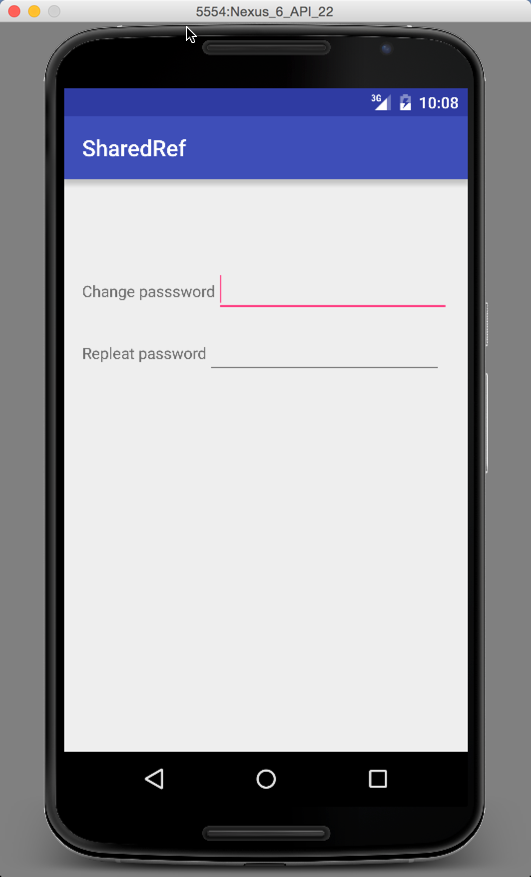 5554:Nexus_6_API_22
3G 10:08
SharedRef
Change passsword
Repleat password